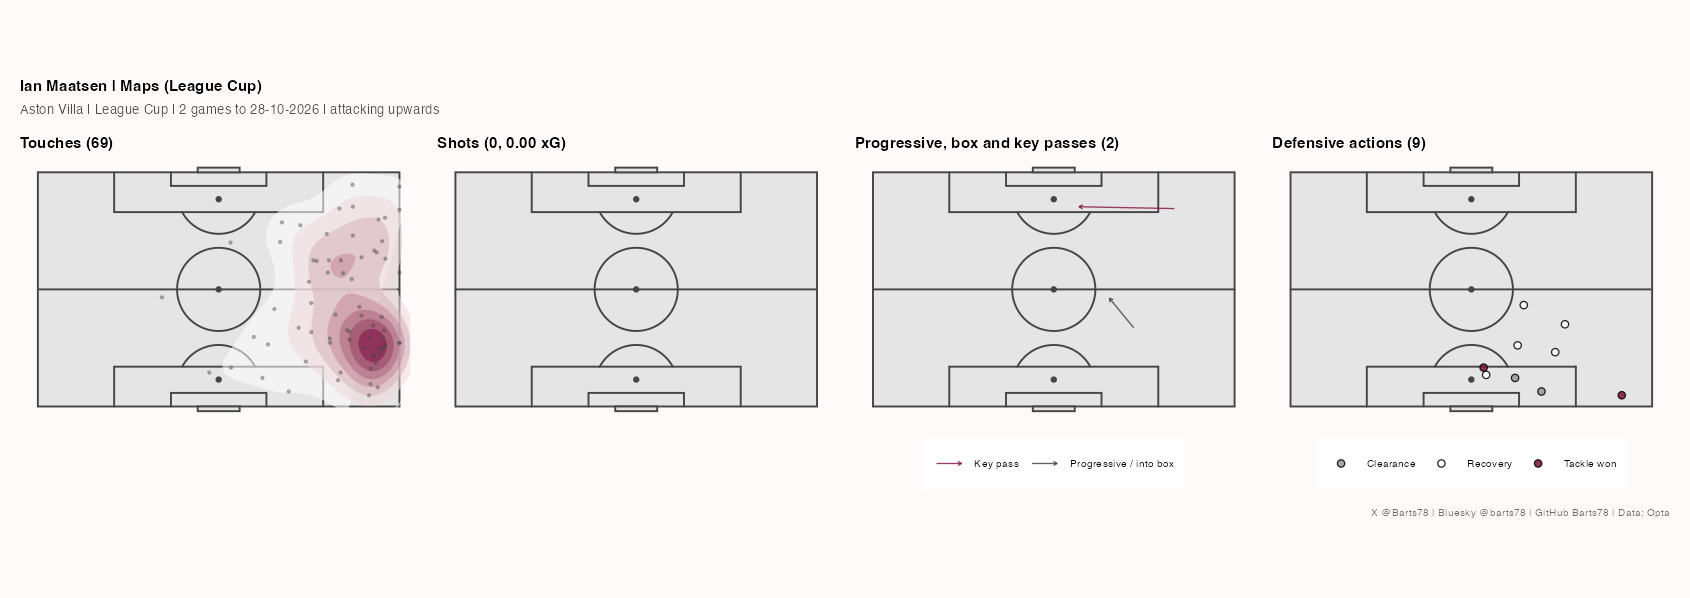 Ian Maatsen | Maps (League Cup)
Aston Villa | League Cup | 2 games to 28-10-2026 | attacking upwards
Touches (69)
Shots (0, 0.00 xG)
Progressive, box and key passes (2)
Defensive actions (9)
Key pass
Progressive / into box
Clearance
Recovery
Tackle won
X @Barts78 | Bluesky @barts78 | GitHub Barts78 | Data: Opta